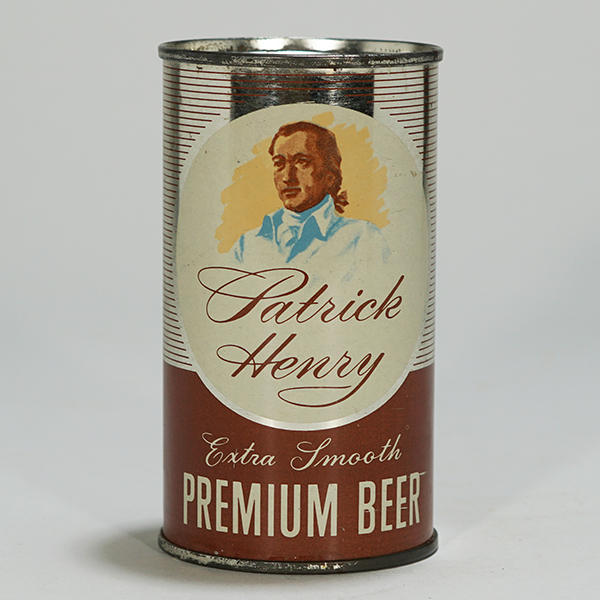 Patrick
Henry
Extra Smooth
PREMIUM BEER